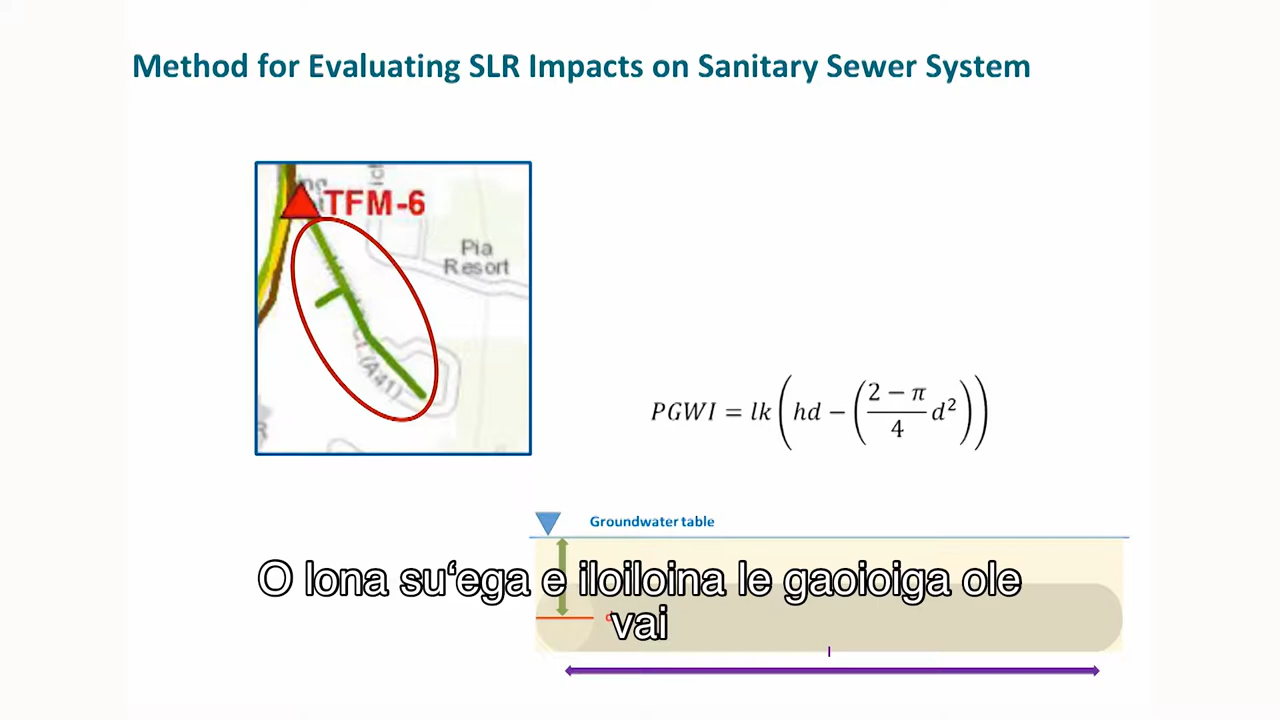 Method for Evaluating SLR Impacts on Sanitary Sewer System
TFM-6
Pia
Resort
(A41)
PGWI = lk(hd − ((2 − π)/4 d²))
Groundwater table
O lona su‘ega e iloiloina le gaoioiga ole
vai
l